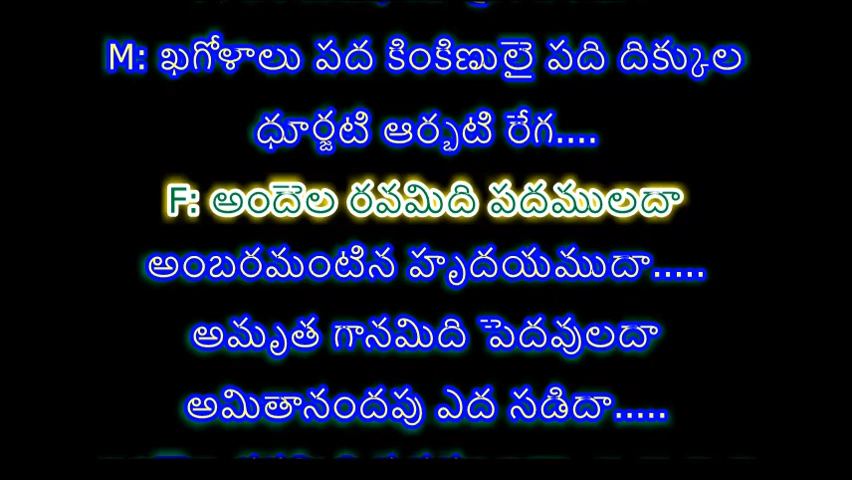 M: ఖగోళాలు పద కింకిణులై పది దిక్కుల
ధూర్జటి ఆర్భటి రేగ....
F: అందెల రవమిది పదములదా
అంబరమంటిన హృదయముదా.....
అమృత గానమిది పెదవులదా
అమితానందపు ఎద సడిదా.....